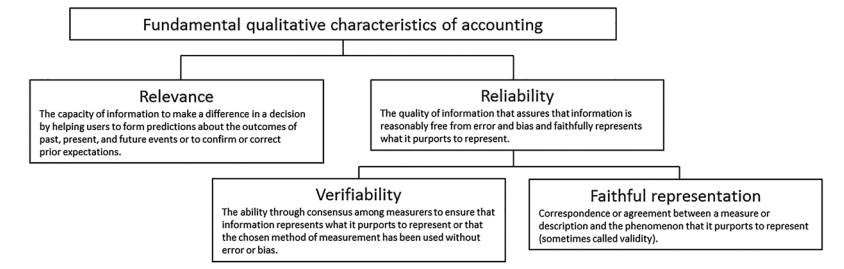 Fundamental qualitative characteristics of accounting
Relevance
The capacity of information to make a difference in a decision
by helping users to form predictions about the outcomes of
past, present, and future events or to confirm or correct
prior expectations.
Reliability
The quality of information that assures that information is
reasonably free from error and bias and faithfully represents
what it purports to represent.
Verifiability
The ability through consensus among measurers to ensure that
information represents what it purports to represent or that
the chosen method of measurement has been used without
error or bias.
Faithful representation
Correspondence or agreement between a measure or
description and the phenomenon that it purports to represent
(sometimes called validity).